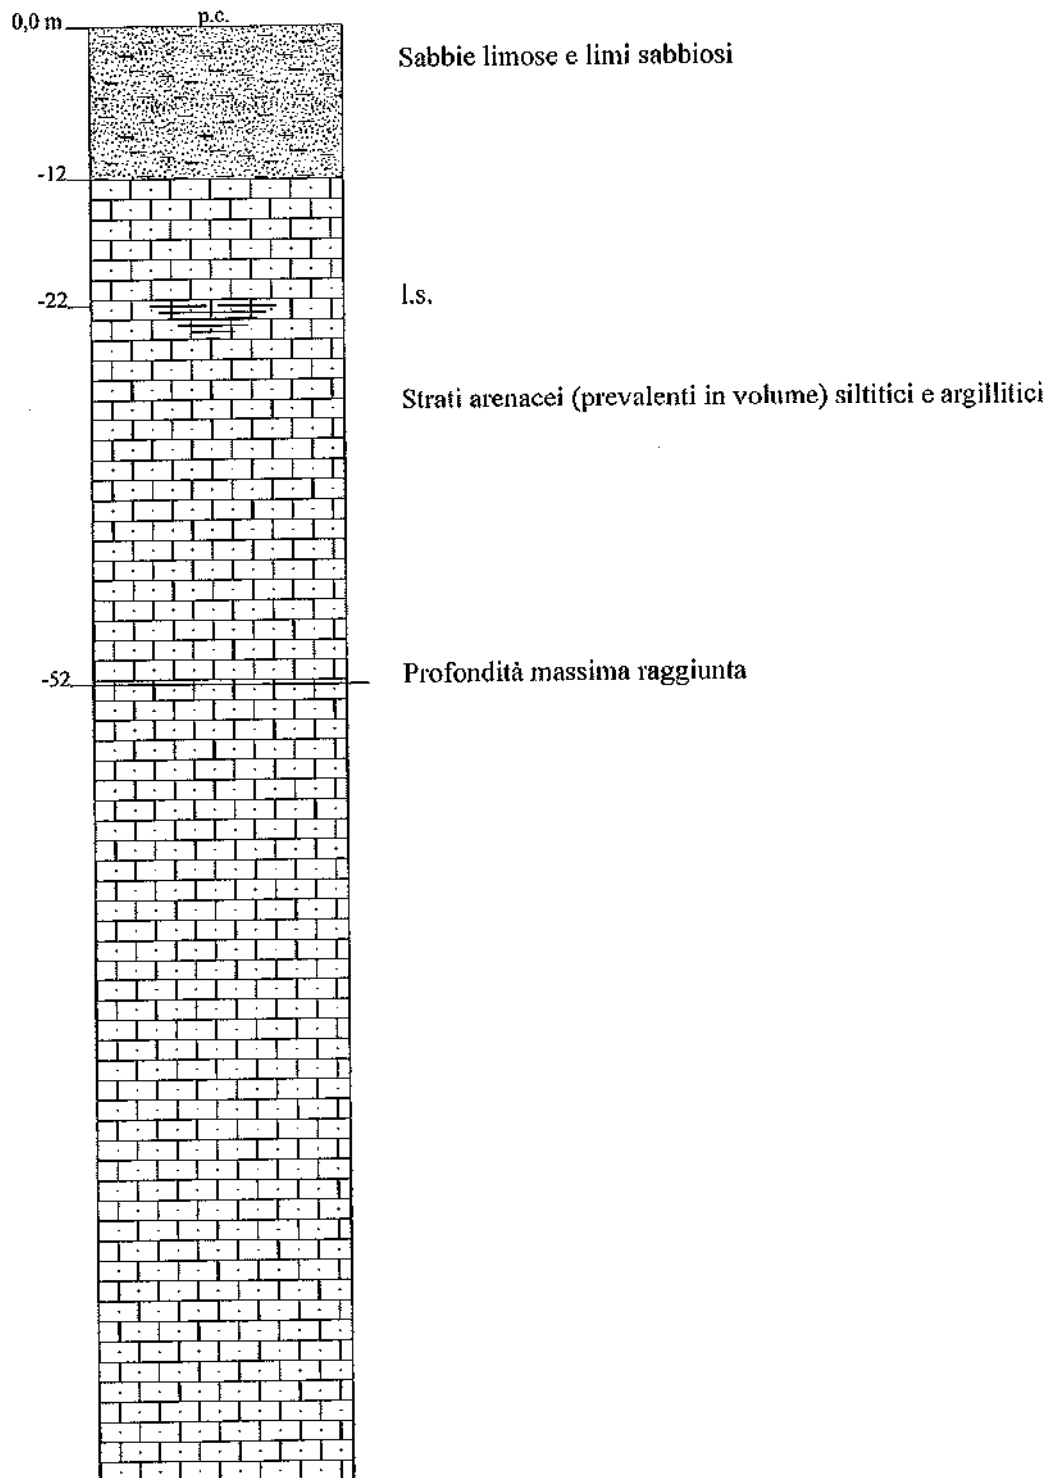 0,0 m
p.c.
Sabbie limose e limi sabbiosi
-12
-22
l.s.
Strati arenacei (prevalenti in volume) siltitici e argillitici
-52
Profondità massima raggiunta